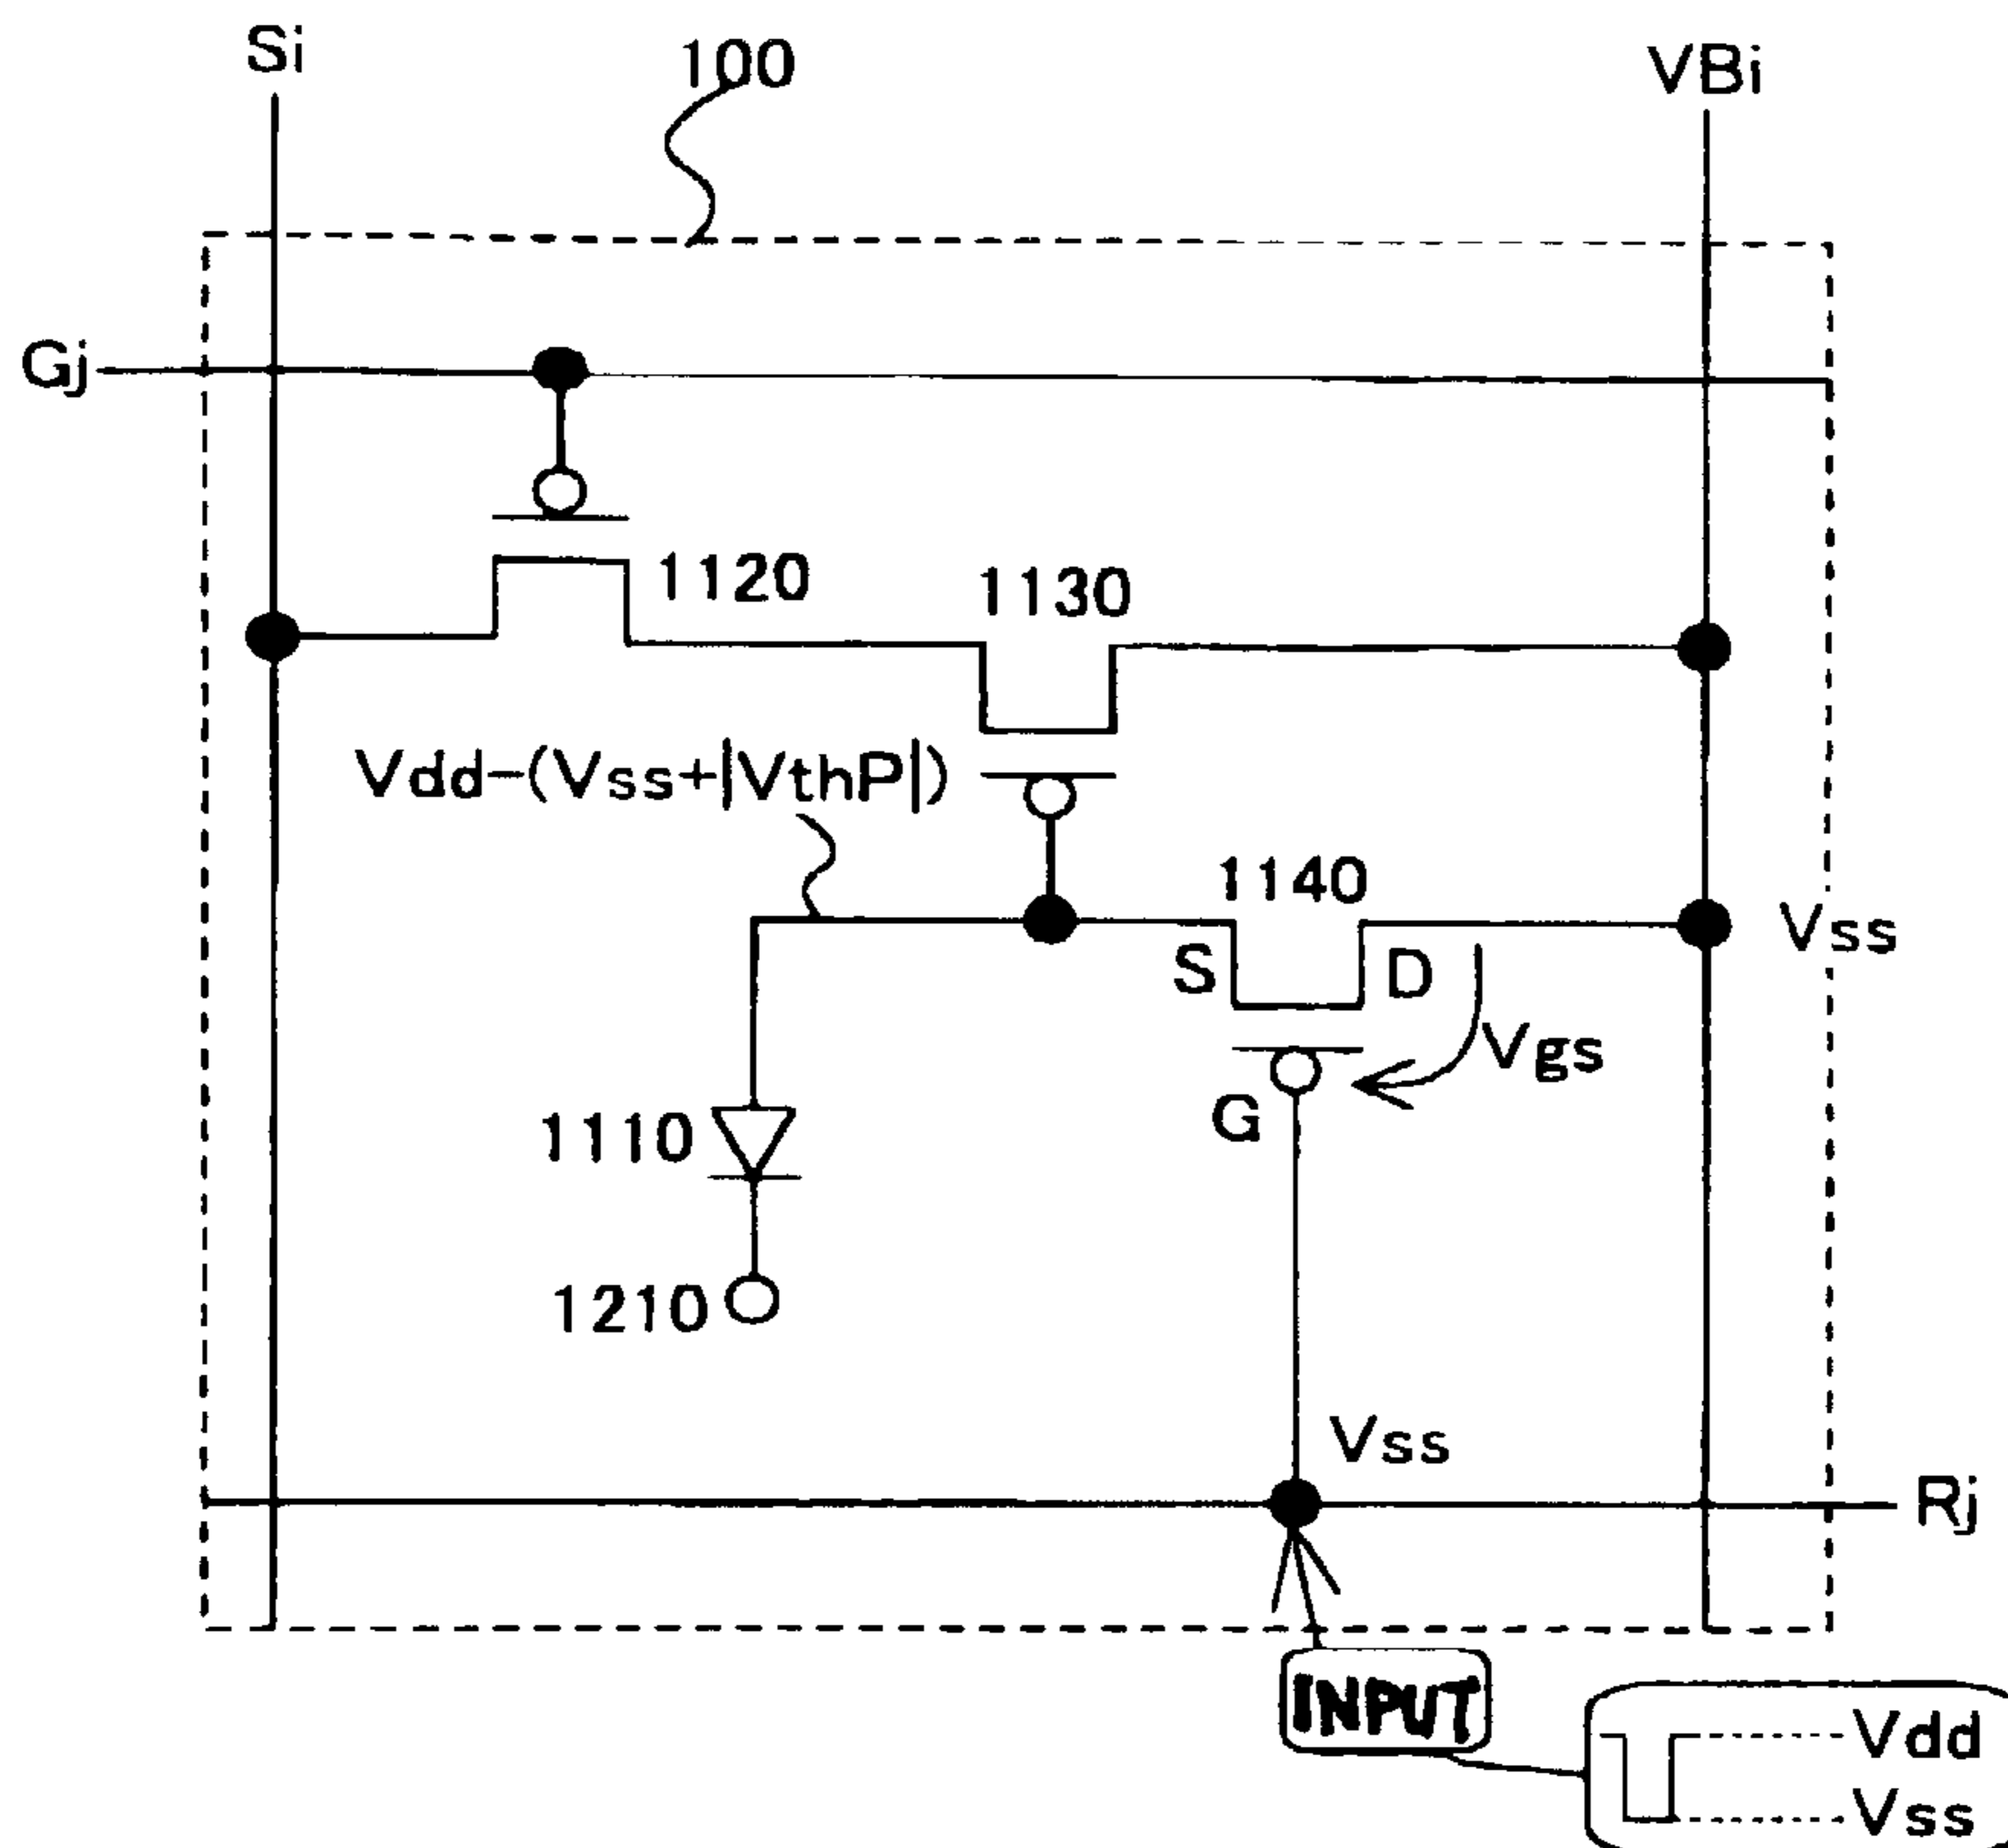 Si
100
VBi
Gj
1120
1130
Vdd-(Vss+|VthP|)
1140
Vss
S
D
Vgs
1110
G
1210
Vss
Rj
INPUT
Vdd
Vss